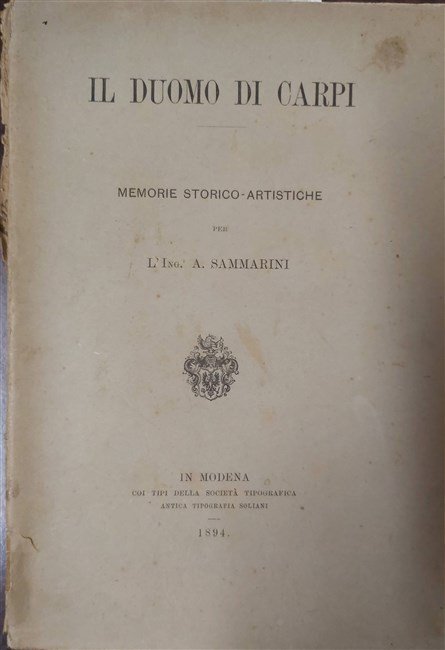 IL DUOMO DI CARPI
MEMORIE STORICO-ARTISTICHE
PER
L'ING. A. SAMMARINI
IN MODENA
COI TIPI DELLA SOCIETÀ TIPOGRAFICA
ANTICA TIPOGRAFIA SOLIANI
1894.